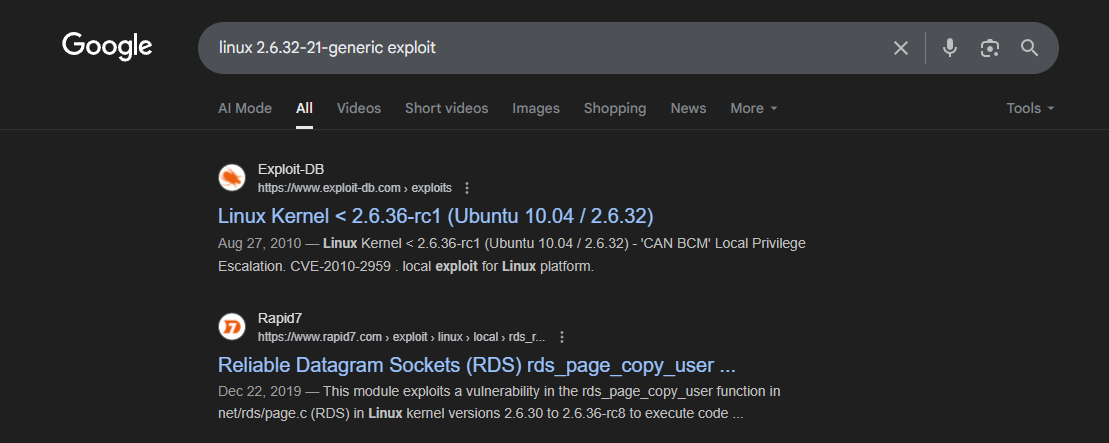 Google
linux 2.6.32-21-generic exploit
AI Mode All Videos Short videos Images Shopping News More Tools
Exploit-DB
https://www.exploit-db.com › exploits
Linux Kernel < 2.6.36-rc1 (Ubuntu 10.04 / 2.6.32)
Aug 27, 2010 — Linux Kernel < 2.6.36-rc1 (Ubuntu 10.04 / 2.6.32) - 'CAN BCM' Local Privilege
Escalation. CVE-2010-2959 . local exploit for Linux platform.
Rapid7
https://www.rapid7.com › exploit › linux › local › rds_r...
Reliable Datagram Sockets (RDS) rds_page_copy_user ...
Dec 22, 2019 — This module exploits a vulnerability in the rds_page_copy_user function in
net/rds/page.c (RDS) in Linux kernel versions 2.6.30 to 2.6.36-rc8 to execute code ...